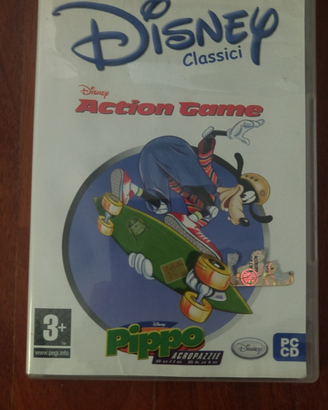 Disney
Classici
Disney
Action Game
3+
www.pegi.info
Disney
Pippo
ACROPAZZIE
Sullo Skate
Disney
PC
CD